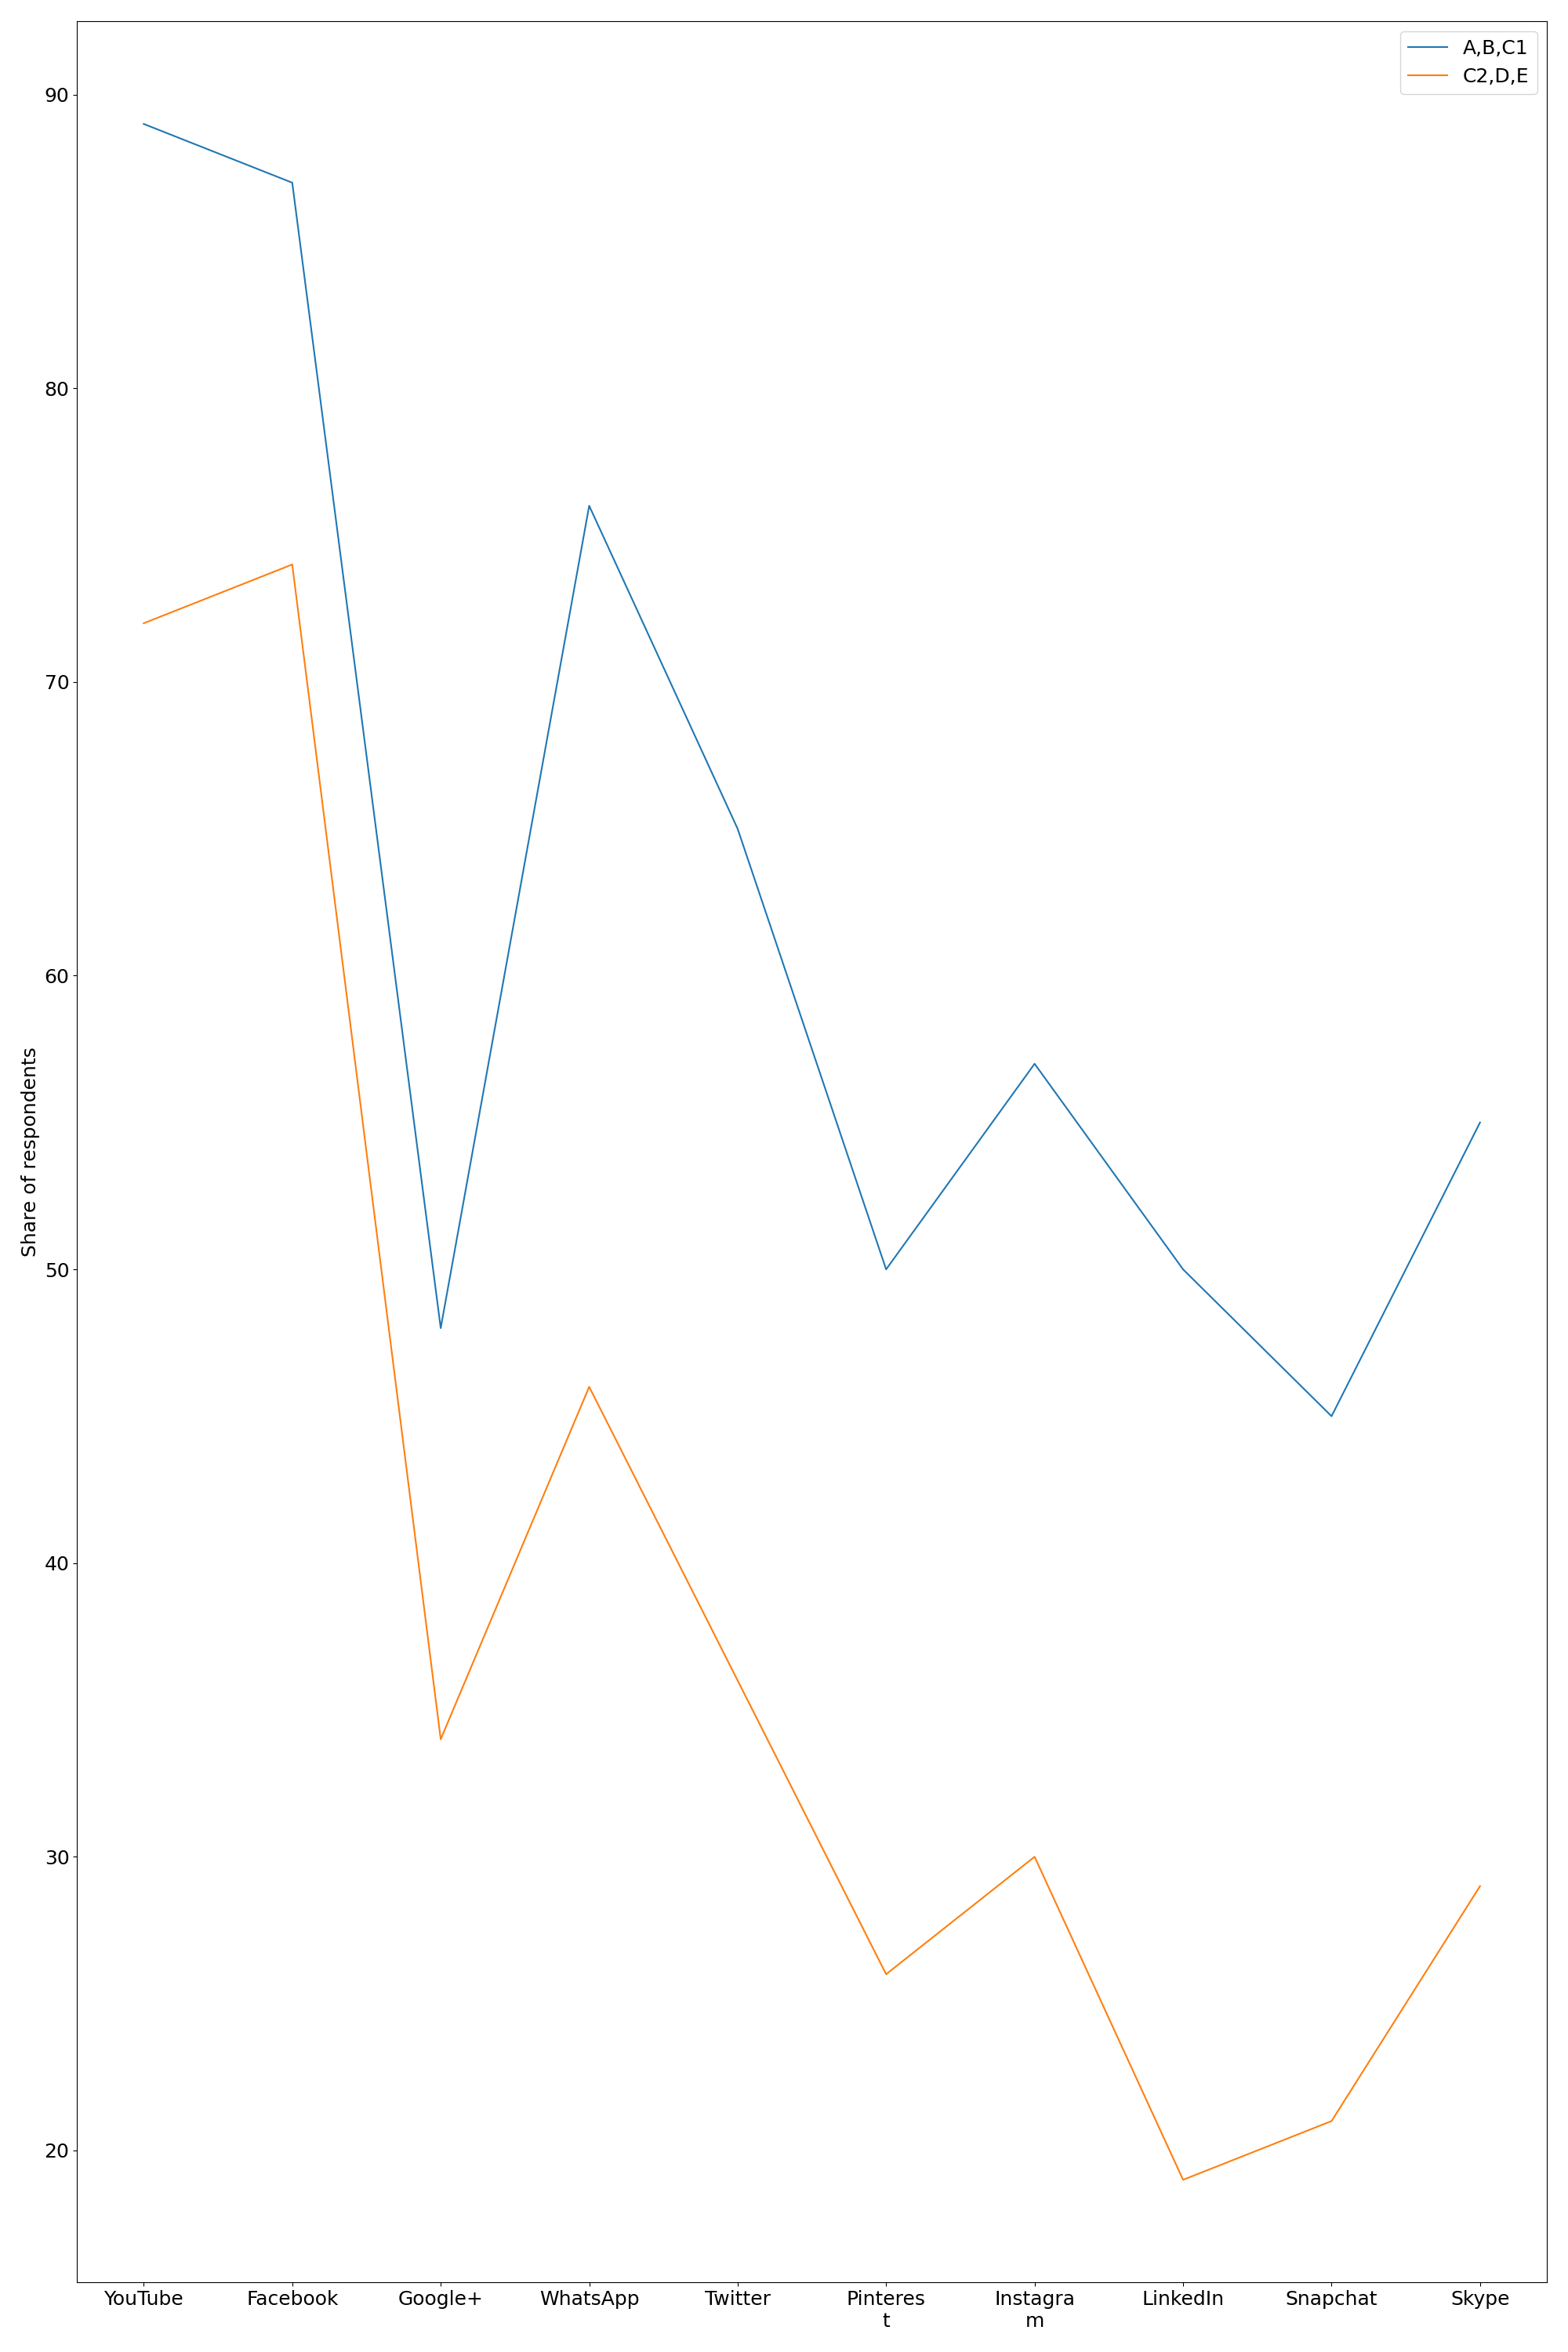 A,B,C1
C2,D,E
90
80
70
60
50
40
30
20
Share of respondents
YouTube
Facebook
Google+
WhatsApp
Twitter
Pinteres
t
Instagra
m
LinkedIn
Snapchat
Skype